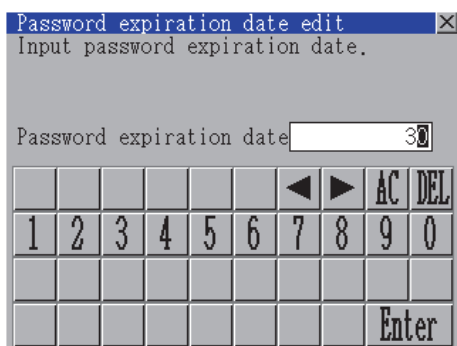 Password expiration date edit ×
Input password expiration date.
Password expiration date 30
◀ ▶ AC DEL
1 2 3 4 5 6 7 8 9 0
Enter